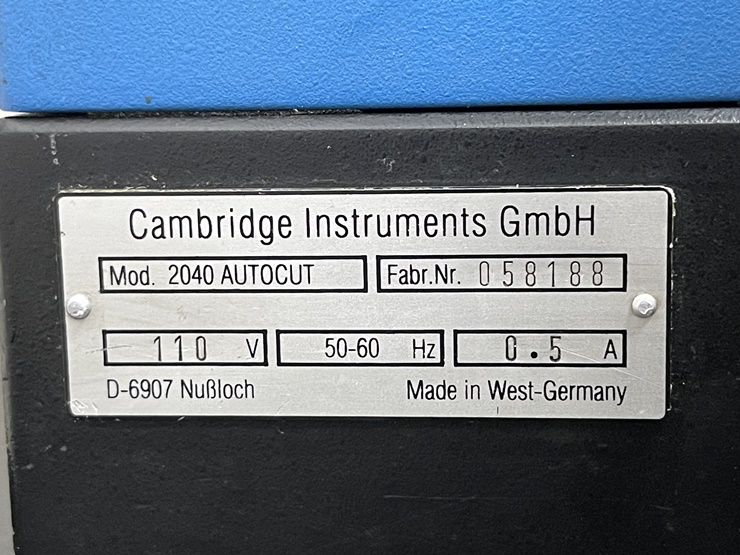 Cambridge Instruments GmbH
Mod. 2040 AUTOCUT Fabr.Nr. 058188
110 V 50-60 Hz 0.5 A
D-6907 Nußloch Made in West-Germany